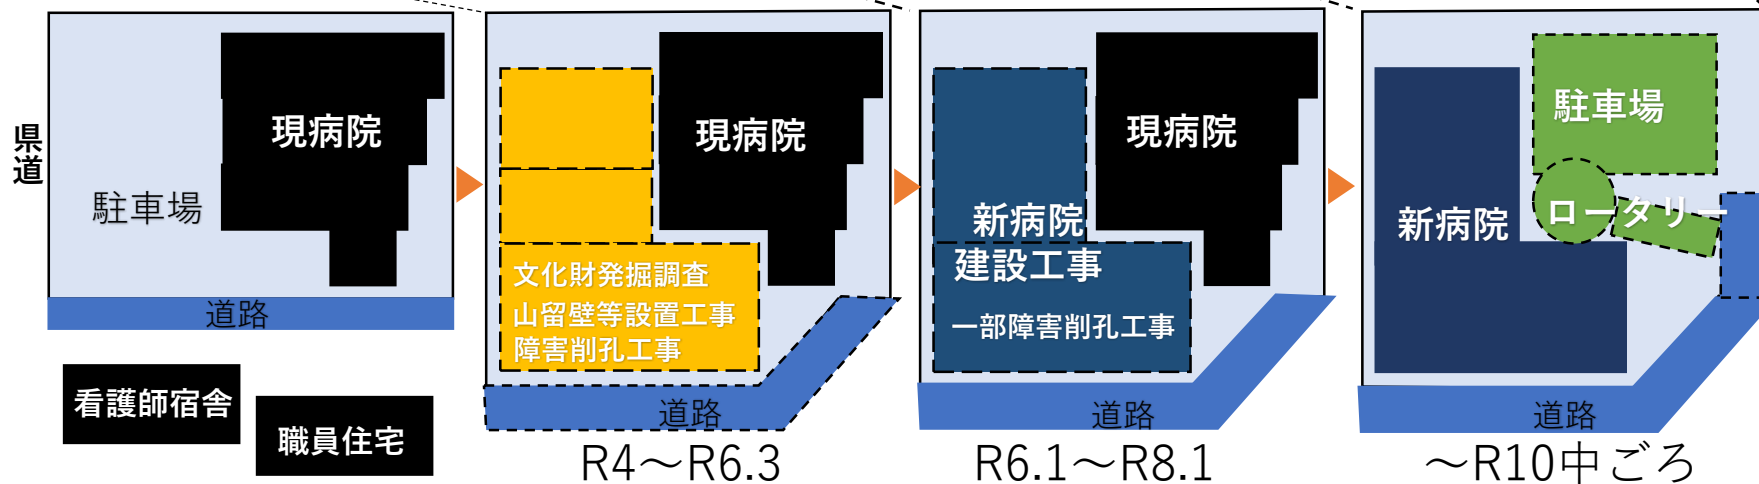 県道
現病院
駐車場
道路
看護師宿舎
職員住宅
現病院
文化財発掘調査
山留壁等設置工事
障害削孔工事
道路
R4～R6.3
現病院
新病院
建設工事
一部障害削孔工事
道路
R6.1～R8.1
駐車場
ロータリー
新病院
道路
～R10中ごろ